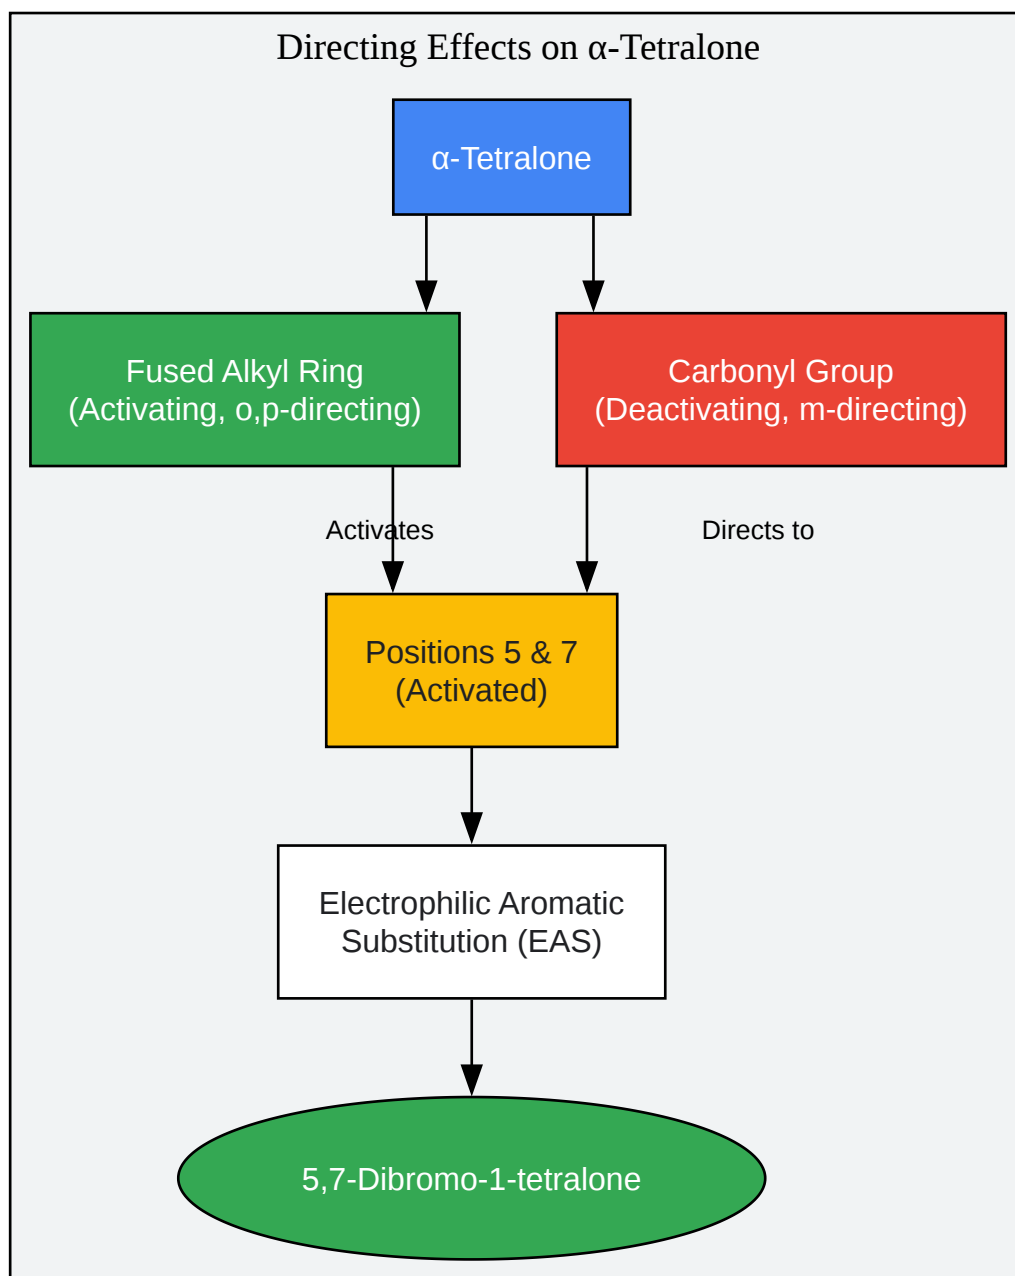 Directing Effects on α-Tetralone
α-Tetralone
Fused Alkyl Ring
(Activating, o,p-directing)
Carbonyl Group
(Deactivating, m-directing)
Activates
Directs to
Positions 5 & 7
(Activated)
Electrophilic Aromatic
Substitution (EAS)
5,7-Dibromo-1-tetralone